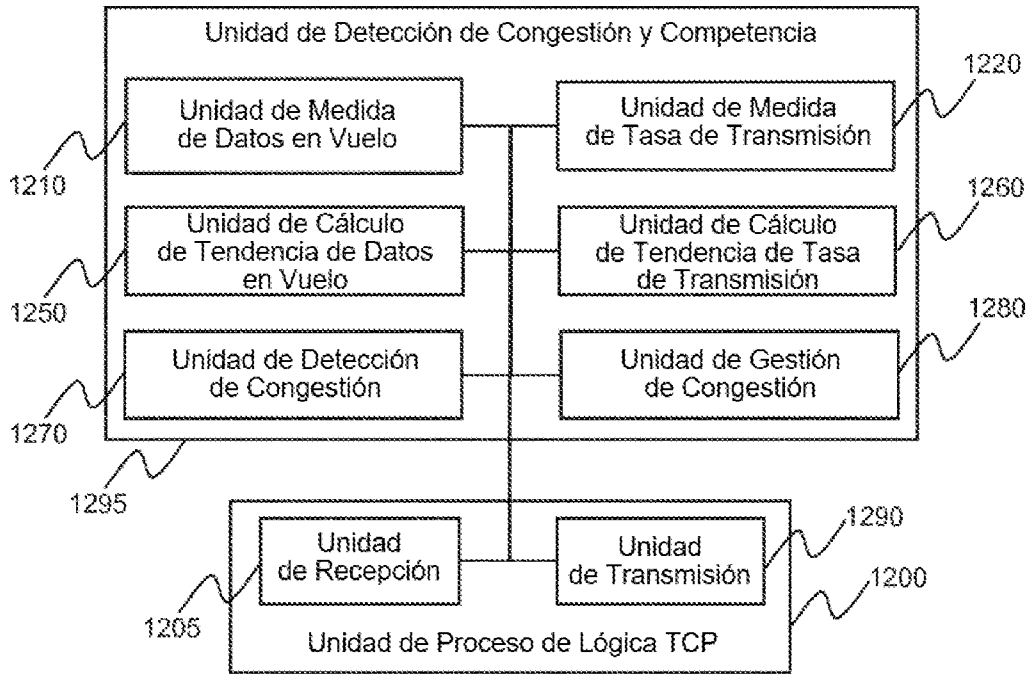 Unidad de Detección de Congestión y Competencia
Unidad de Medida
de Datos en Vuelo
1210
Unidad de Medida
de Tasa de Transmisión
1220
Unidad de Cálculo
de Tendencia de Datos
en Vuelo
1250
Unidad de Cálculo
de Tendencia de Tasa
de Transmisión
1260
Unidad de Detección
de Congestión
1270
Unidad de Gestión
de Congestión
1280
1295
Unidad
de Recepción
1205
Unidad
de Transmisión
1290
1200
Unidad de Proceso de Lógica TCP